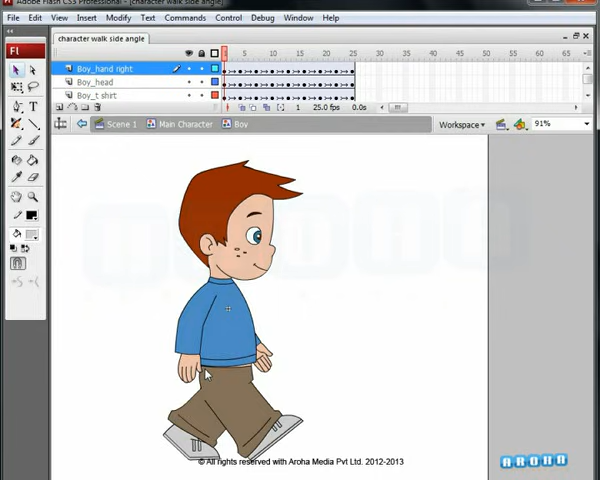 Adobe Flash CS3 Professional - [character walk side angle]
File Edit View Insert Modify Text Commands Control Debug Window Help
character walk side angle
5 10 15 20 25 30 35 40 45 50 55 60 65
Boy_hand right
Boy_head
Boy_t shirt
1 25.0 fps 0.0s
Scene 1 Main Character Boy Workspace 91%
Fl
T
© All rights reserved with Aroha Media Pvt Ltd. 2012-2013
AROHA